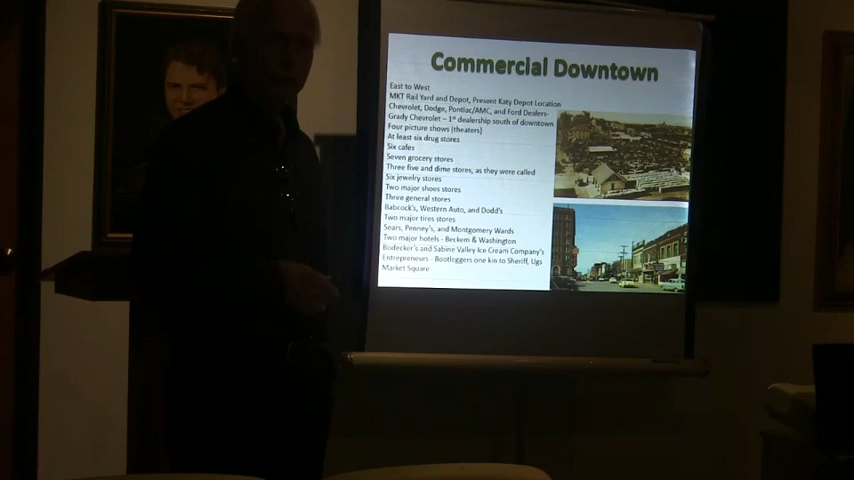 Commercial Downtown
East to West
MKT Rail Yard and Depot, Present Katy Depot Location
Chevrolet, Dodge, Pontiac/AMC, and Ford Dealers-
Grady Chevrolet – 1st dealership south of downtown
Four picture shows (theaters)
At least six drug stores
Six cafes
Seven grocery stores
Three five and dime stores, as they were called
Six jewelry stores
Two major shoes stores
Three general stores
Babcock's, Western Auto, and Dodd's
Two major tires stores
Sears, Penney's, and Montgomery Wards
Two major hotels - Beckem & Washington
Bodecker's and Sabine Valley Ice Cream Company's
Entrepreneurs - Bootleggers one kin to Sheriff, Ugs
Market Square